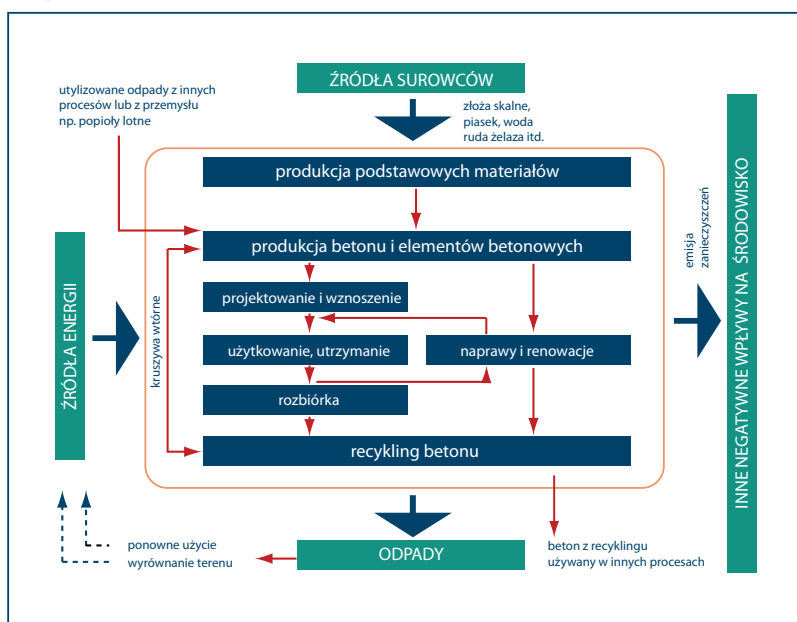 ŹRÓDŁA SUROWCÓW
utylizowane odpady z innych
procesów lub z przemysłu
np. popioły lotne
złoża skalne,
piasek, woda
ruda żelaza itd.
produkcja podstawowych materiałów
produkcja betonu i elementów betonowych
projektowanie i wznoszenie
użytkowanie, utrzymanie
naprawy i renowacje
rozbiórka
recykling betonu
kruszywa wtórne
ŹRÓDŁA ENERGII
emisja
zanieczyszczeń
INNE NEGATYWNE WPŁYWY NA ŚRODOWISKO
ODPADY
ponowne użycie
wyrównanie terenu
beton z recyklingu
używany w innych procesach